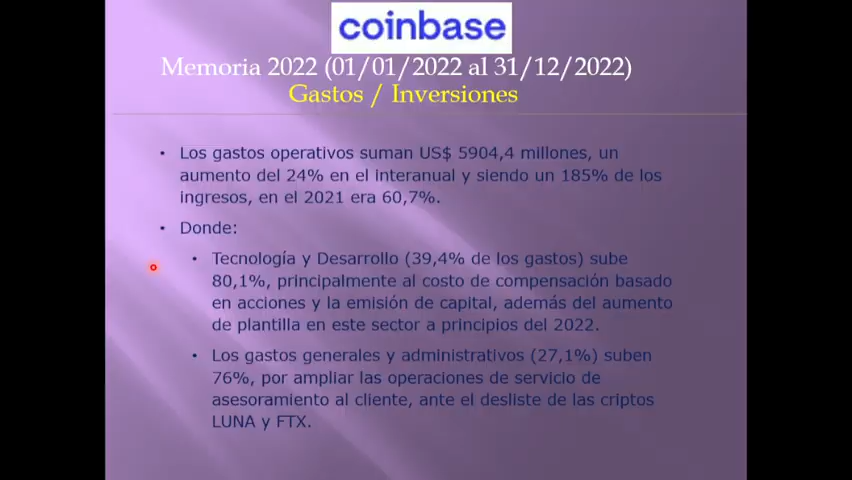 coinbase
Memoria 2022 (01/01/2022 al 31/12/2022)
Gastos / Inversiones
• Los gastos operativos suman US$ 5904,4 millones, un
aumento del 24% en el interanual y siendo un 185% de los
ingresos, en el 2021 era 60,7%.
• Donde:
• Tecnología y Desarrollo (39,4% de los gastos) sube
80,1%, principalmente al costo de compensación basado
en acciones y la emisión de capital, además del aumento
de plantilla en este sector a principios del 2022.
• Los gastos generales y administrativos (27,1%) suben
76%, por ampliar las operaciones de servicio de
asesoramiento al cliente, ante el desliste de las criptos
LUNA y FTX.